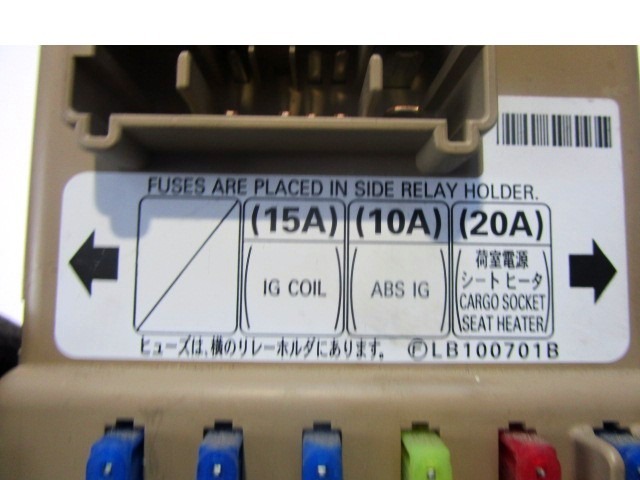 FUSES ARE PLACED IN SIDE RELAY HOLDER.
(15A) (10A) (20A)
荷室電源
シートヒータ
IG COIL ABS IG CARGO SOCKET
SEAT HEATER
ヒューズは、横のリレーホルダにあります。 ⒻLB100701B